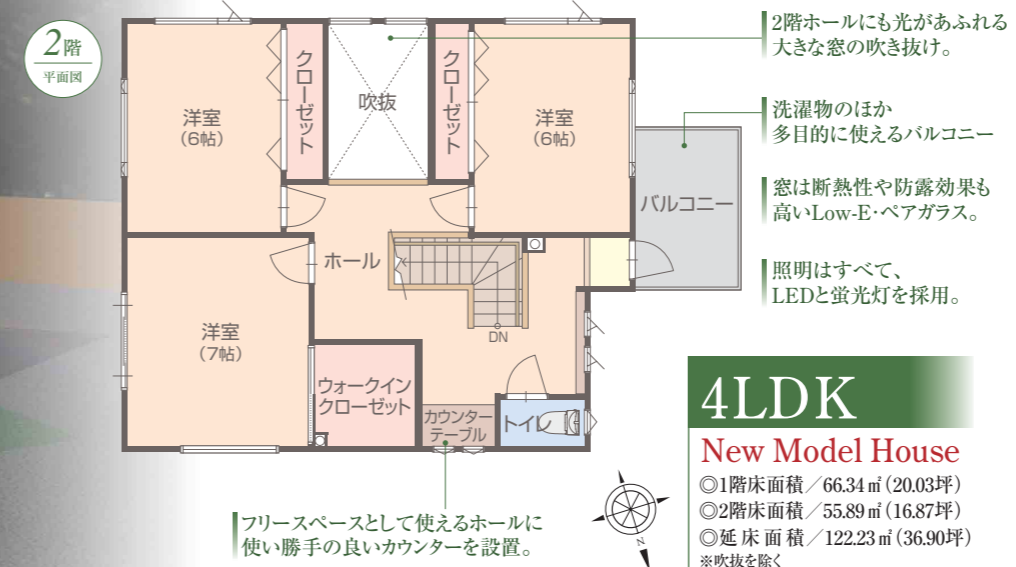 2階
平面図
2階ホールにも光があふれる
大きな窓の吹き抜け。
洗濯物のほか
多目的に使えるバルコニー
窓は断熱性や防露効果も
高いLow-E・ペアガラス。
照明はすべて、
LEDと蛍光灯を採用。
洋室
（6帖）
クローゼット
吹抜
クローゼット
洋室
（6帖）
バルコニー
ホール
洋室
（7帖）
DN
ウォークイン
クローゼット
カウンター
テーブル
トイレ
フリースペースとして使えるホールに
使い勝手の良いカウンターを設置。
N
4LDK
New Model House
◎1階床面積／66.34㎡（20.03坪）
◎2階床面積／55.89㎡（16.87坪）
◎延床面積／122.23㎡（36.90坪）
※吹抜を除く